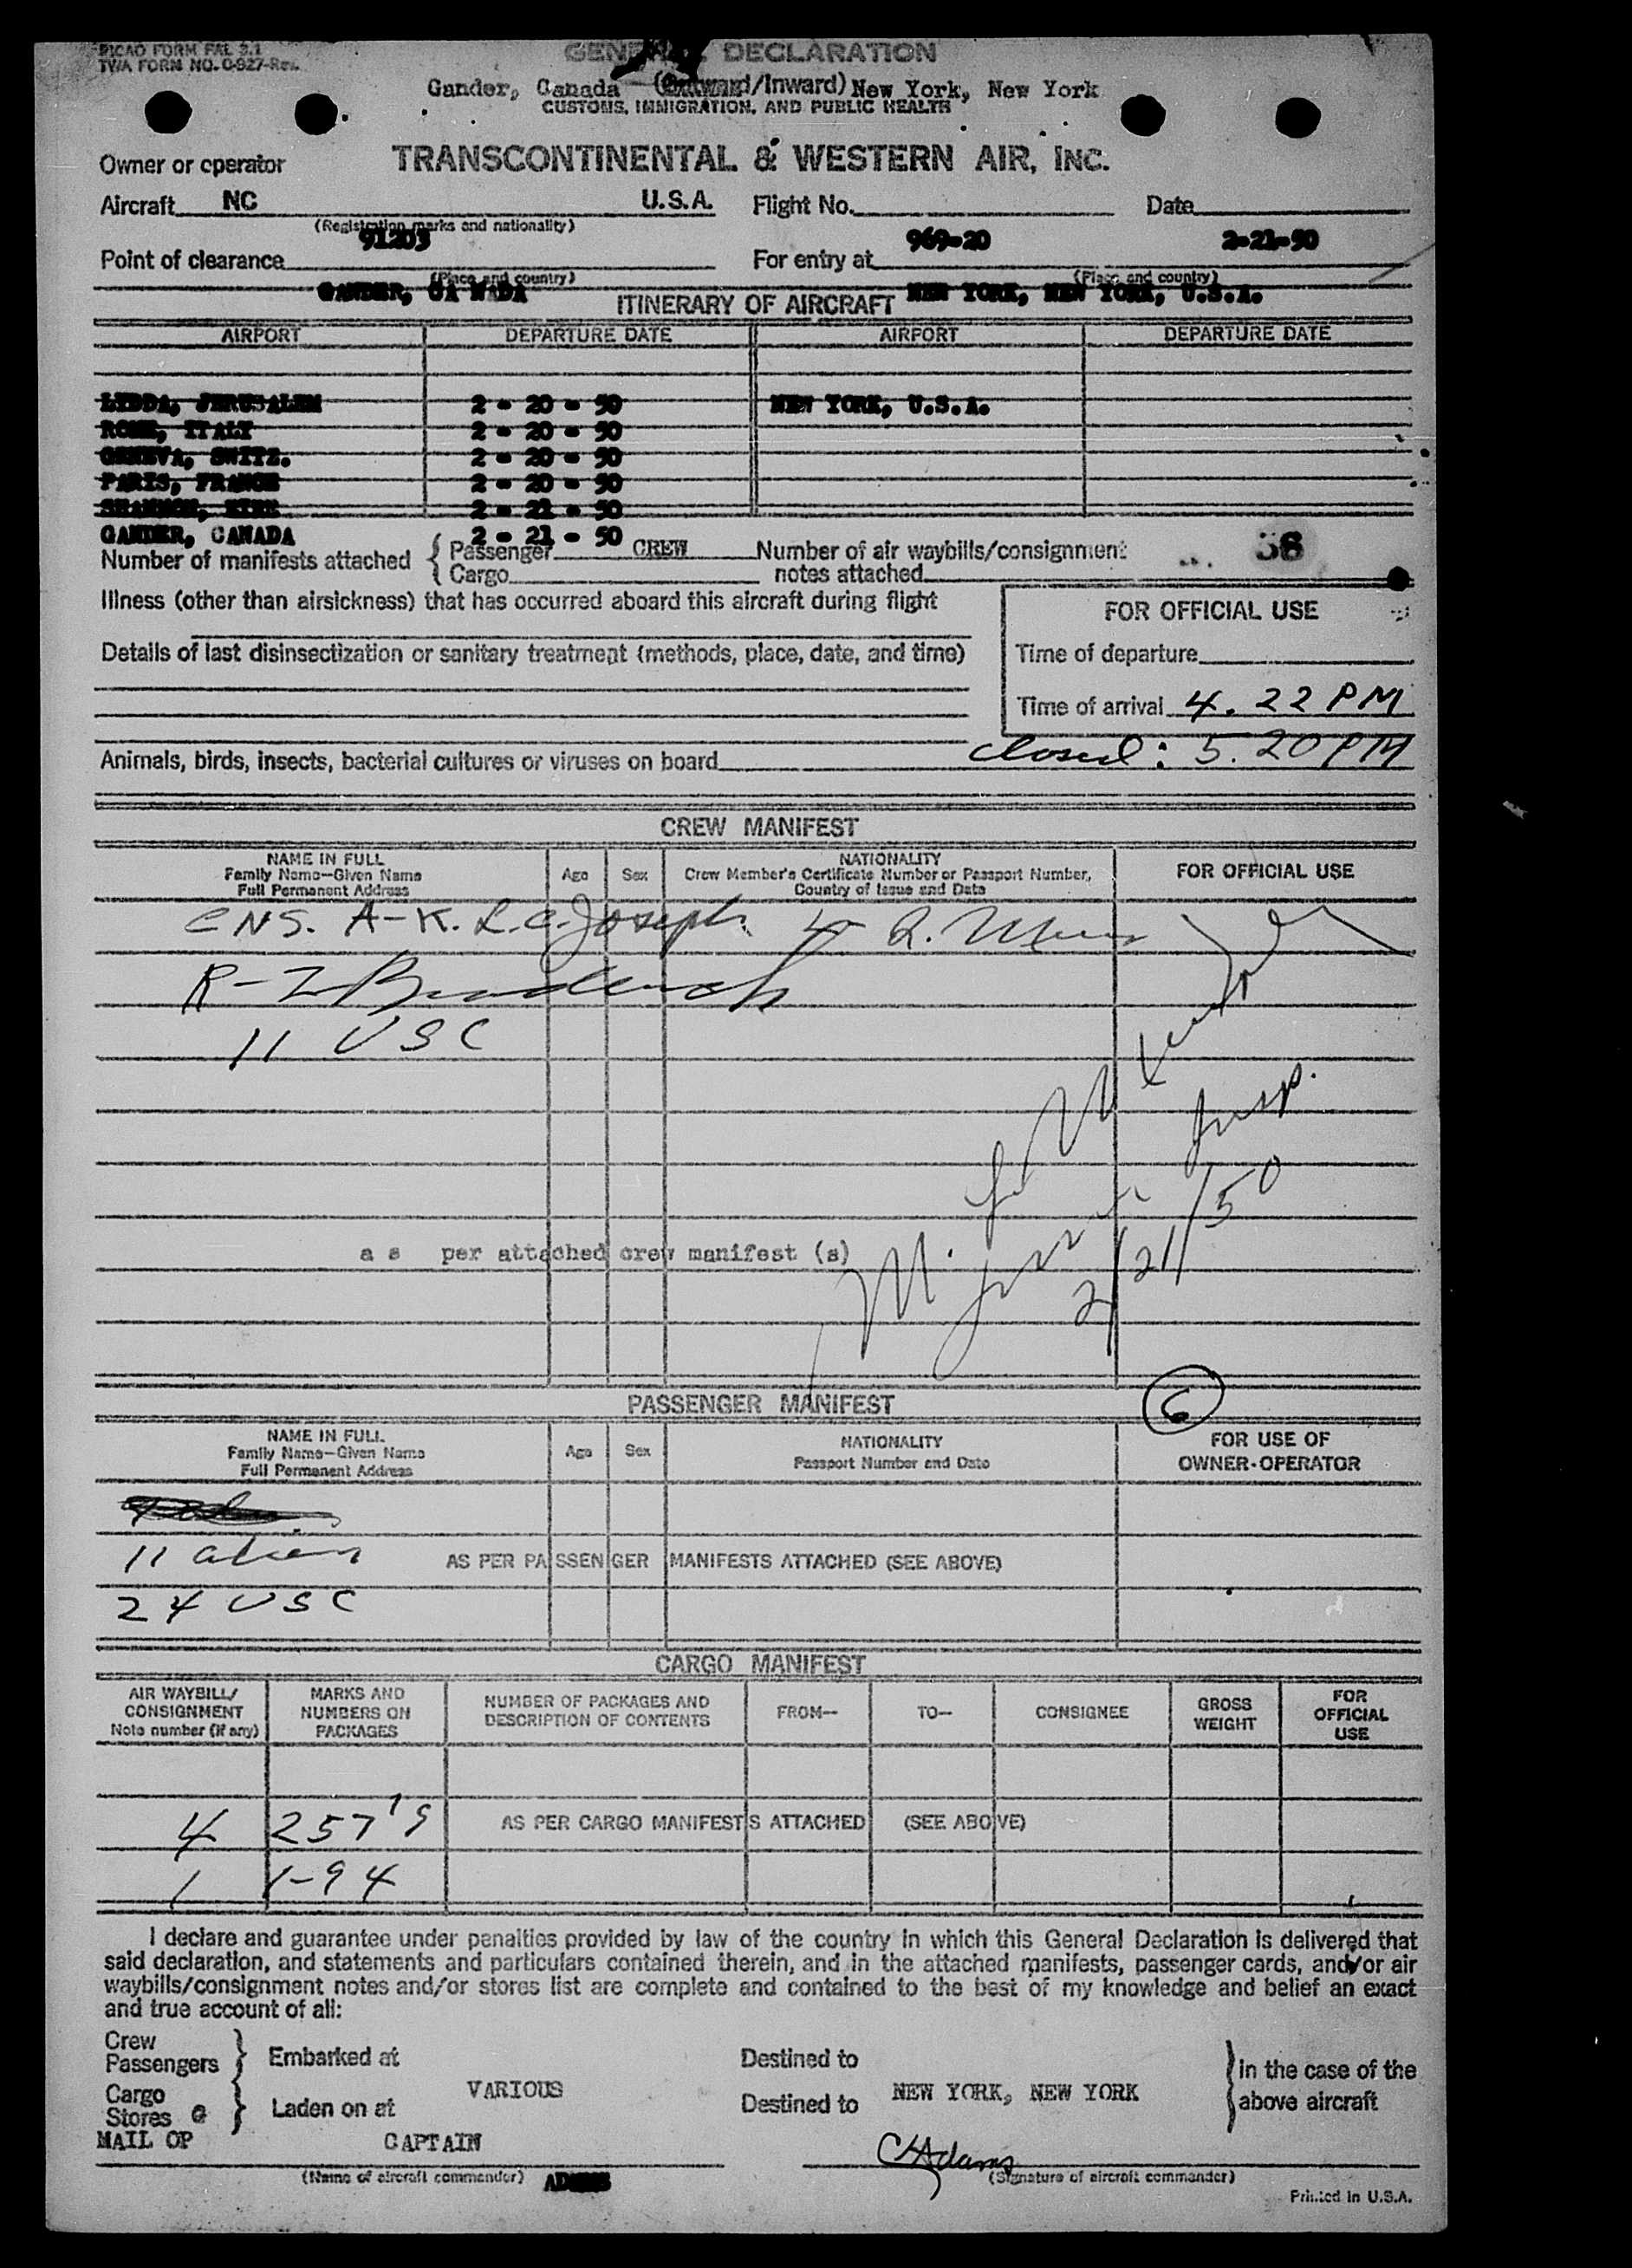 ICAO FORM FAL 3.1
TWA FORM NO. O-927-Rev.
GENERAL DECLARATION
Gander, Canada (Outward/Inward) New York, New York
CUSTOMS, IMMIGRATION, AND PUBLIC HEALTH
Owner or operator TRANSCONTINENTAL & WESTERN AIR, INC.
Aircraft NC U.S.A. Flight No. Date
(Registration marks and nationality)
91203 969-20 2-21-50
Point of clearance For entry at
(Place and country) (Place and country)
GANDER, CA NADA NEW YORK, NEW YORK, U.S.A.
ITINERARY OF AIRCRAFT
AIRPORT DEPARTURE DATE AIRPORT DEPARTURE DATE
LYDDA, JERUSALEM 2 - 20 - 50 NEW YORK, U.S.A.
ROME, ITALY 2 - 20 - 50
GENEVA, SWITZ. 2 - 20 - 50
PARIS, FRANCE 2 - 20 - 50
SHANNON, EIRE 2 - 21 - 50
GANDER, CANADA 2 - 21 - 50
Number of manifests attached { Passenger CREW Number of air waybills/consignment 36
Cargo notes attached
Illness (other than airsickness) that has occurred aboard this aircraft during flight
FOR OFFICIAL USE
Details of last disinsectization or sanitary treatment (methods, place, date, and time)
Time of departure
Time of arrival 4.22 PM
closed: 5.20 PM
Animals, birds, insects, bacterial cultures or viruses on board
CREW MANIFEST
NAME IN FULL
Family Name—Given Name
Full Permanent Address
Age Sex
NATIONALITY
Crew Member's Certificate Number or Passport Number,
Country of Issue and Date
FOR OFFICIAL USE
CNS. A-K. L.C. Joseph
R-Z
11 USC
Insp.
2/21/50
a s per attached crew manifest (s)
PASSENGER MANIFEST
6
NAME IN FULL
Family Name—Given Name
Full Permanent Address
Age Sex
NATIONALITY
Passport Number and Date
FOR USE OF
OWNER-OPERATOR
11 alien AS PER PASSENGER MANIFESTS ATTACHED (SEE ABOVE)
24 USC
CARGO MANIFEST
AIR WAYBILL/
CONSIGNMENT
Note number (if any)
MARKS AND
NUMBERS ON
PACKAGES
NUMBER OF PACKAGES AND
DESCRIPTION OF CONTENTS
FROM— TO— CONSIGNEE
GROSS
WEIGHT
FOR
OFFICIAL
USE
4 257's AS PER CARGO MANIFESTS ATTACHED (SEE ABOVE)
1 I-94
I declare and guarantee under penalties provided by law of the country in which this General Declaration is delivered that
said declaration, and statements and particulars contained therein, and in the attached manifests, passenger cards, and/or air
waybills/consignment notes and/or stores list are complete and contained to the best of my knowledge and belief an exact
and true account of all:
Crew
Passengers } Embarked at Destined to } in the case of the
Cargo VARIOUS NEW YORK, NEW YORK
Stores @ } Laden on at Destined to above aircraft
MAIL OP CAPTAIN C Adams
(Name of aircraft commander) ADAMS (Signature of aircraft commander)
Printed in U.S.A.